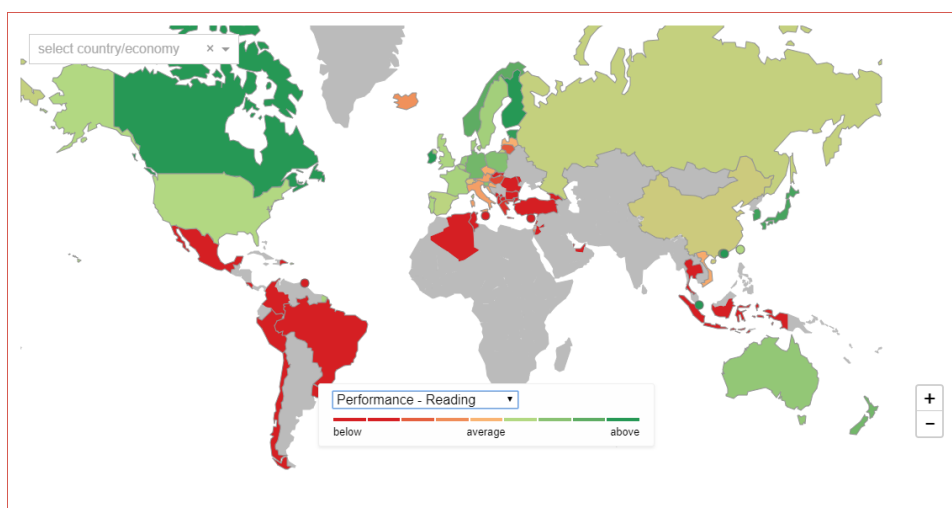 select country/economy × ▾
Performance - Reading ▼
below average above
+
−